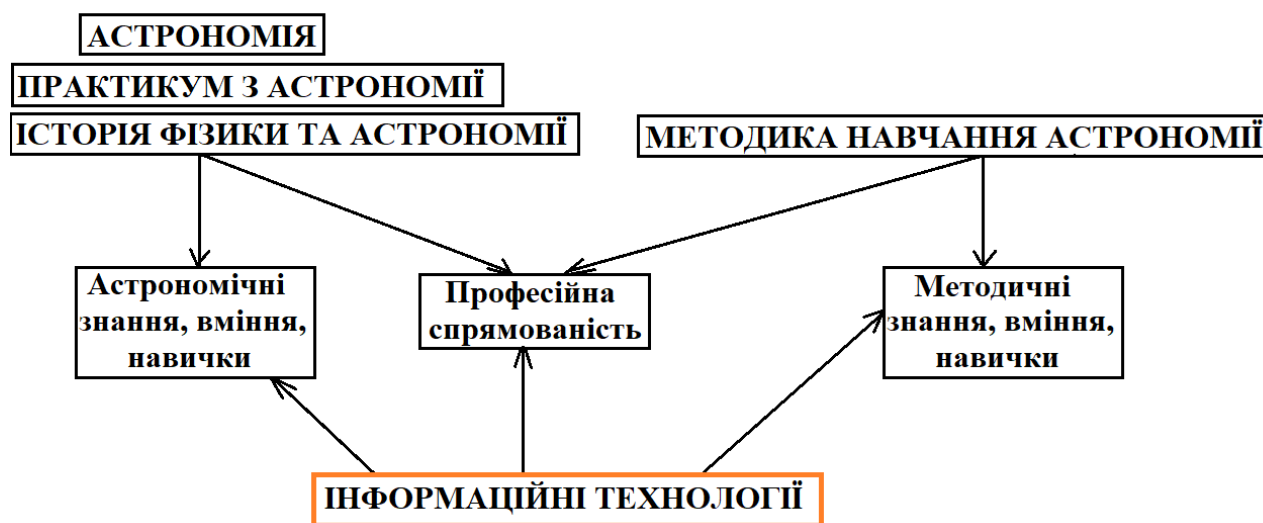 АСТРОНОМІЯ
ПРАКТИКУМ З АСТРОНОМІЇ
ІСТОРІЯ ФІЗИКИ ТА АСТРОНОМІЇ
МЕТОДИКА НАВЧАННЯ АСТРОНОМІЇ
Астрономічні
знання, вміння,
навички
Професійна
спрямованість
Методичні
знання, вміння,
навички
ІНФОРМАЦІЙНІ ТЕХНОЛОГІЇ